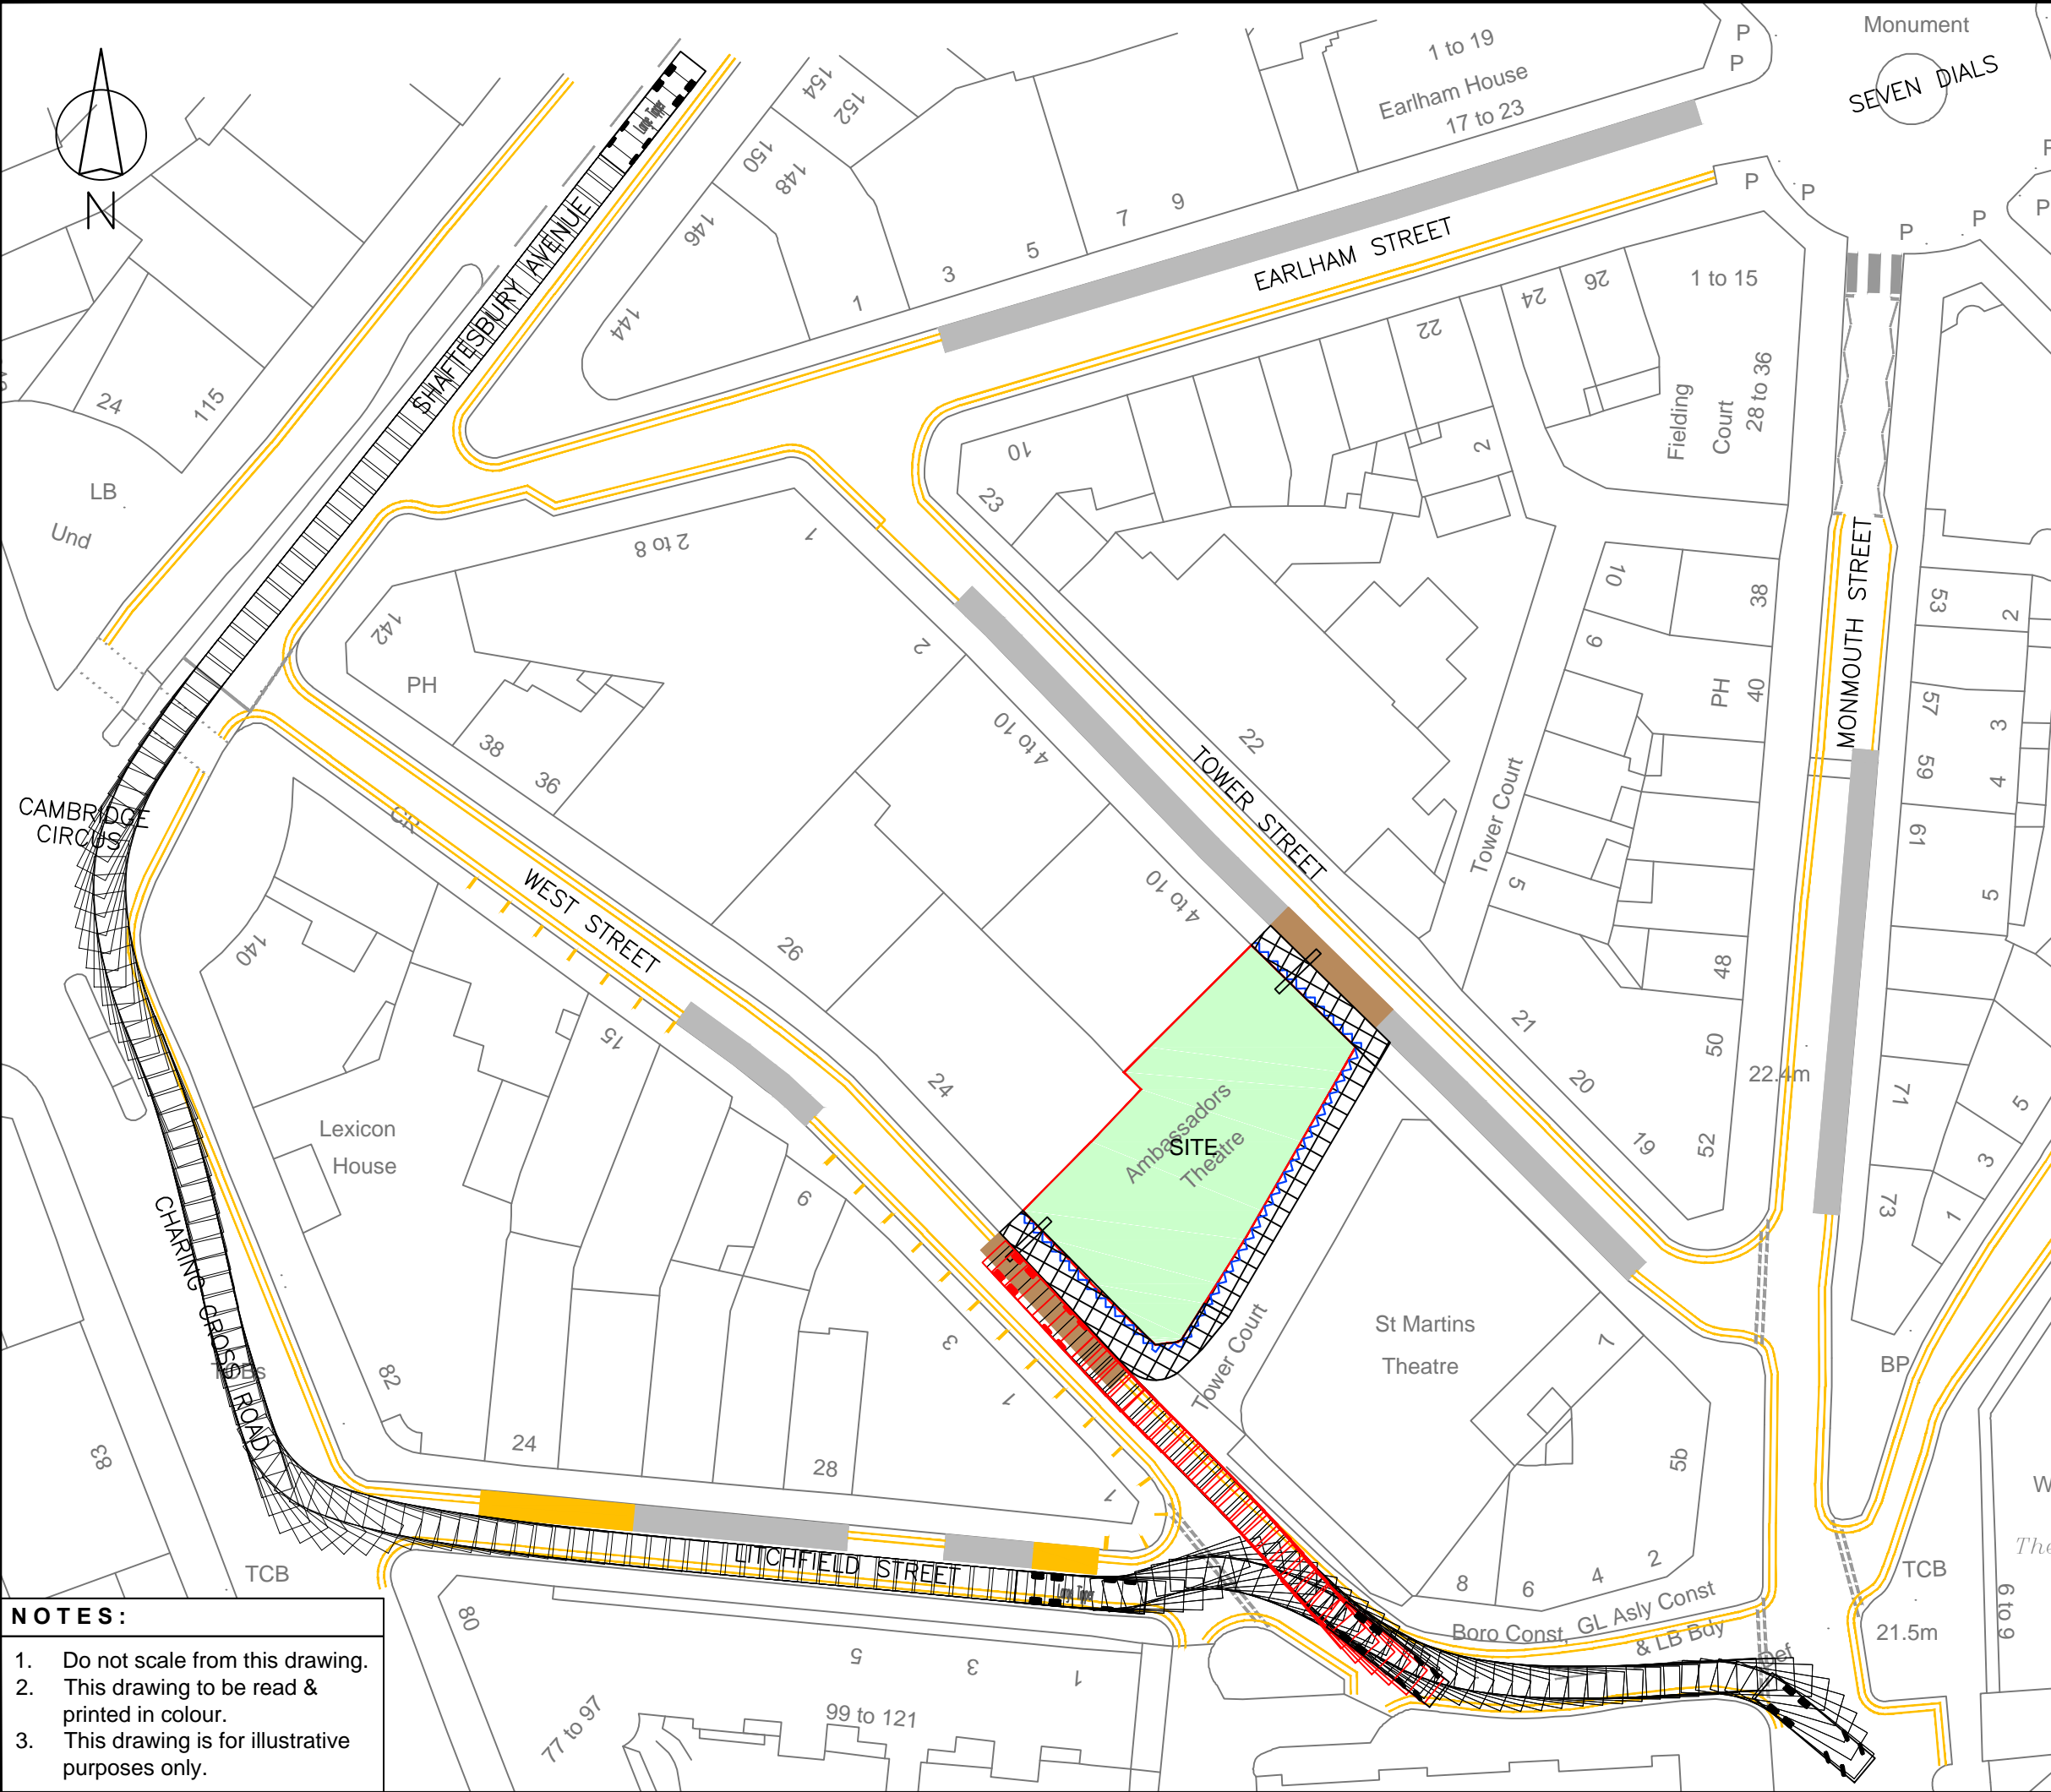 Monument
SEVEN DIALS
1 to 19
Earlham House
17 to 23
P
P
P
P
P
P
P
N
154
152
150
148
146
144
SHAFTESBURY AVENUE
1
3
5
7
9
EARLHAM STREET
22
24
26
1 to 15
Fielding
Court
28 to 36
24
115
LB
Und
10
23
2
2 to 8
1
2
142
PH
38
36
4 to 10
22
TOWER STREET
Tower Court
10
9
5
38
PH
40
48
50
52
MONMOUTH STREET
53
57
59
61
71
73
2
3
4
5
5
3
1
22.4m
CAMBRIDGE
CIRCUS
CR
WEST STREET
140
15
26
24
4 to 10
21
20
19
Lexicon
House
9
3
1
1
Ambassadors
Theatre
SITE
Tower Court
St Martins
Theatre
7
5b
BP
CHARING CROSS ROAD
TCBs
82
83
24
28
LITCHFIELD STREET
TCB
80
5
3
1
77 to 97
99 to 121
8
6
4
2
Boro Const, GL Asly Const
& LB Bdy
Def
TCB
21.5m
6 to 9
NOTES:
1. Do not scale from this drawing.
2. This drawing to be read &
printed in colour.
3. This drawing is for illustrative
purposes only.